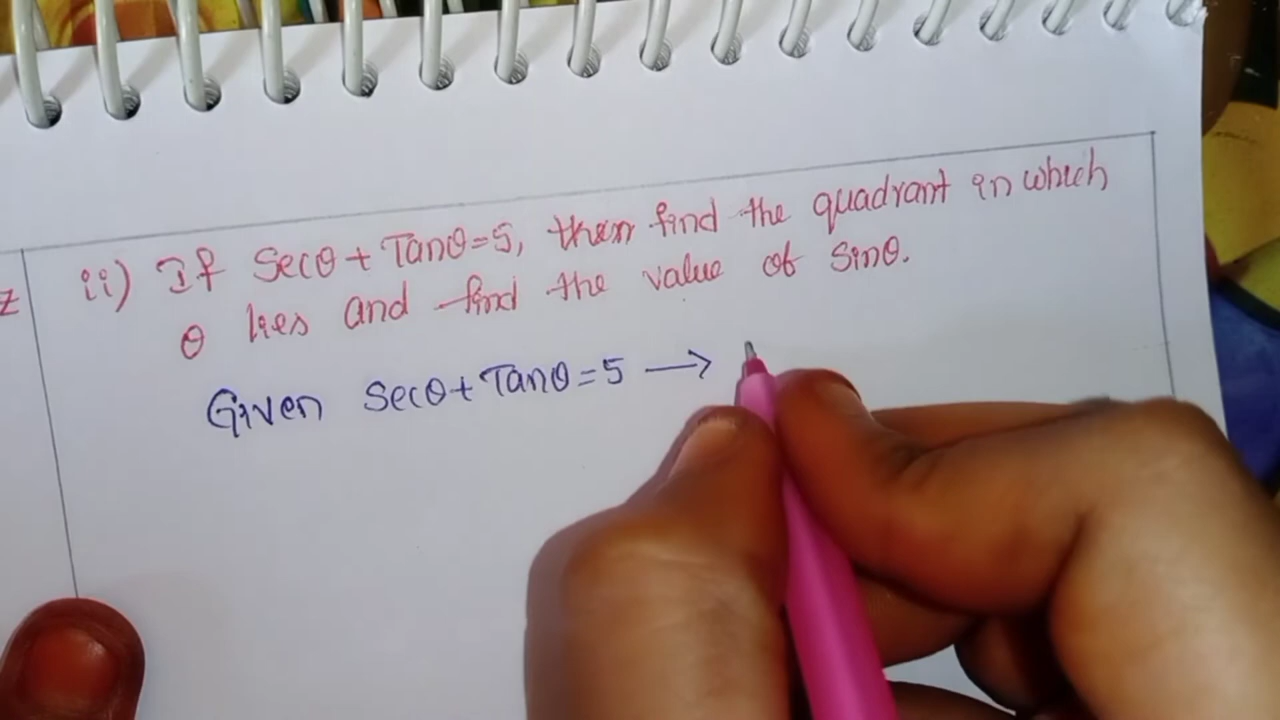 ii) If Secθ + Tanθ=5, then find the quadrant in which
θ lies and find the value of Sinθ.
Given Secθ+ Tanθ=5 →